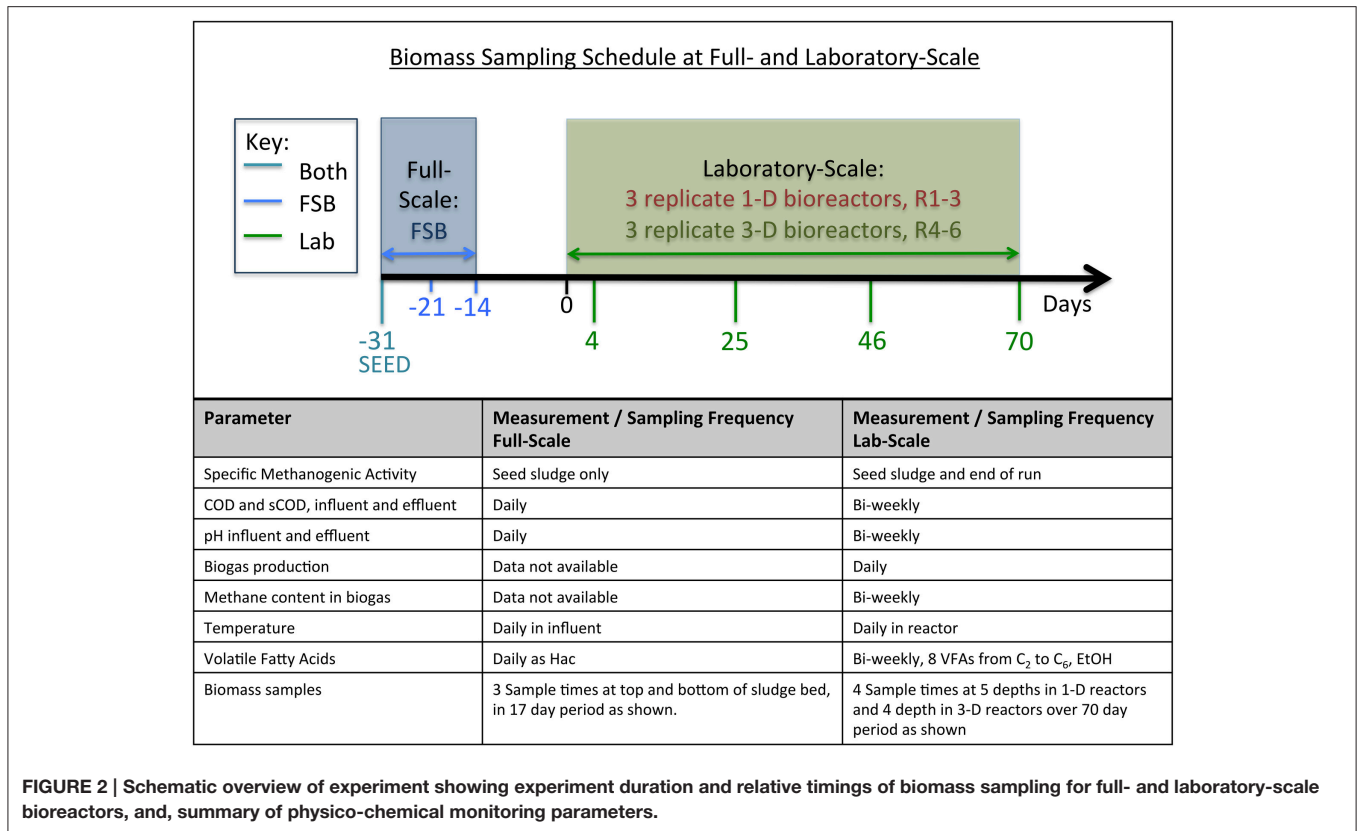 Biomass Sampling Schedule at Full- and Laboratory-Scale
Key:
Both
FSB
Lab
Full-
Scale:
FSB
Laboratory-Scale:
3 replicate 1-D bioreactors, R1-3
3 replicate 3-D bioreactors, R4-6
-21 -14 0 Days
-31 4 25 46 70
SEED
Parameter
Measurement / Sampling Frequency
Full-Scale
Measurement / Sampling Frequency
Lab-Scale
Specific Methanogenic Activity
Seed sludge only
Seed sludge and end of run
COD and sCOD, influent and effluent
Daily
Bi-weekly
pH influent and effluent
Daily
Bi-weekly
Biogas production
Data not available
Daily
Methane content in biogas
Data not available
Bi-weekly
Temperature
Daily in influent
Daily in reactor
Volatile Fatty Acids
Daily as Hac
Bi-weekly, 8 VFAs from C₂ to C₆, EtOH
Biomass samples
3 Sample times at top and bottom of sludge bed,
in 17 day period as shown.
4 Sample times at 5 depths in 1-D reactors
and 4 depth in 3-D reactors over 70 day
period as shown
FIGURE 2 | Schematic overview of experiment showing experiment duration and relative timings of biomass sampling for full- and laboratory-scale
bioreactors, and, summary of physico-chemical monitoring parameters.